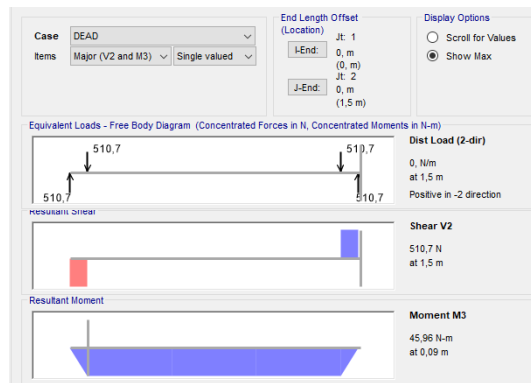 Case DEAD
Items Major (V2 and M3) Single valued
End Length Offset
(Location)
Jt: 1
I-End: 0, m
(0, m)
Jt: 2
J-End: 0, m
(1,5 m)
Display Options
Scroll for Values
Show Max
Equivalent Loads - Free Body Diagram (Concentrated Forces in N, Concentrated Moments in N-m)
510,7 510,7
510,7 510,7
Dist Load (2-dir)
0, N/m
at 1,5 m
Positive in -2 direction
Resultant Shear
Shear V2
510,7 N
at 1,5 m
Resultant Moment
Moment M3
45,96 N-m
at 0,09 m